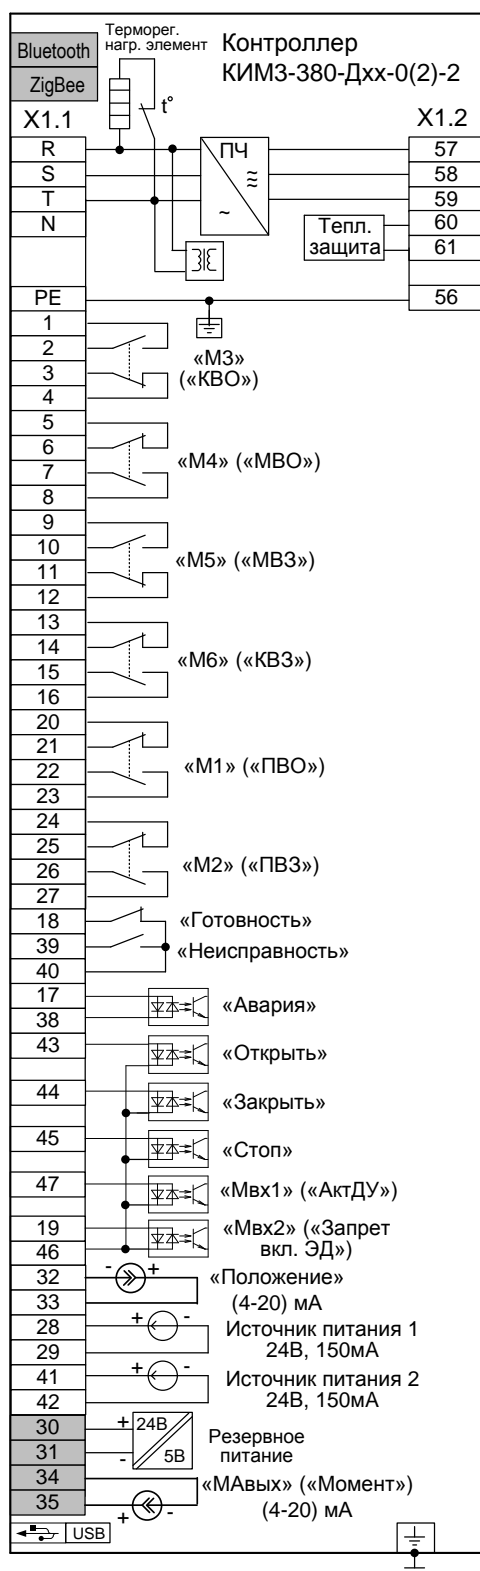 Bluetooth
ZigBee
Терморег.
нагр. элемент
t°
Контроллер
КИМ3-380-Дхх-0(2)-2
X1.1
X1.2
R
S
T
N
ПЧ
≈
~
57
58
59
60
61
Тепл.
защита
PE
56
1
2
3
4
«М3»
(«КВО»)
5
6
7
8
«М4» («МВО»)
9
10
11
12
«М5» («МВЗ»)
13
14
15
16
«М6» («КВЗ»)
20
21
22
23
«М1» («ПВО»)
24
25
26
27
«М2» («ПВЗ»)
18
39
40
«Готовность»
«Неисправность»
17
38
«Авария»
43
«Открыть»
44
«Закрыть»
45
«Стоп»
47
«Мвх1» («АктДУ»)
19
46
«Мвх2» («Запрет
вкл. ЭД»)
32
33
- +
«Положение»
(4-20) мА
28
29
+ -
Источник питания 1
24В, 150мА
41
42
+ -
Источник питания 2
24В, 150мА
30
31
+
-
24В
5В
Резервное
питание
34
35
+ -
«МАвых» («Момент»)
(4-20) мА
USB